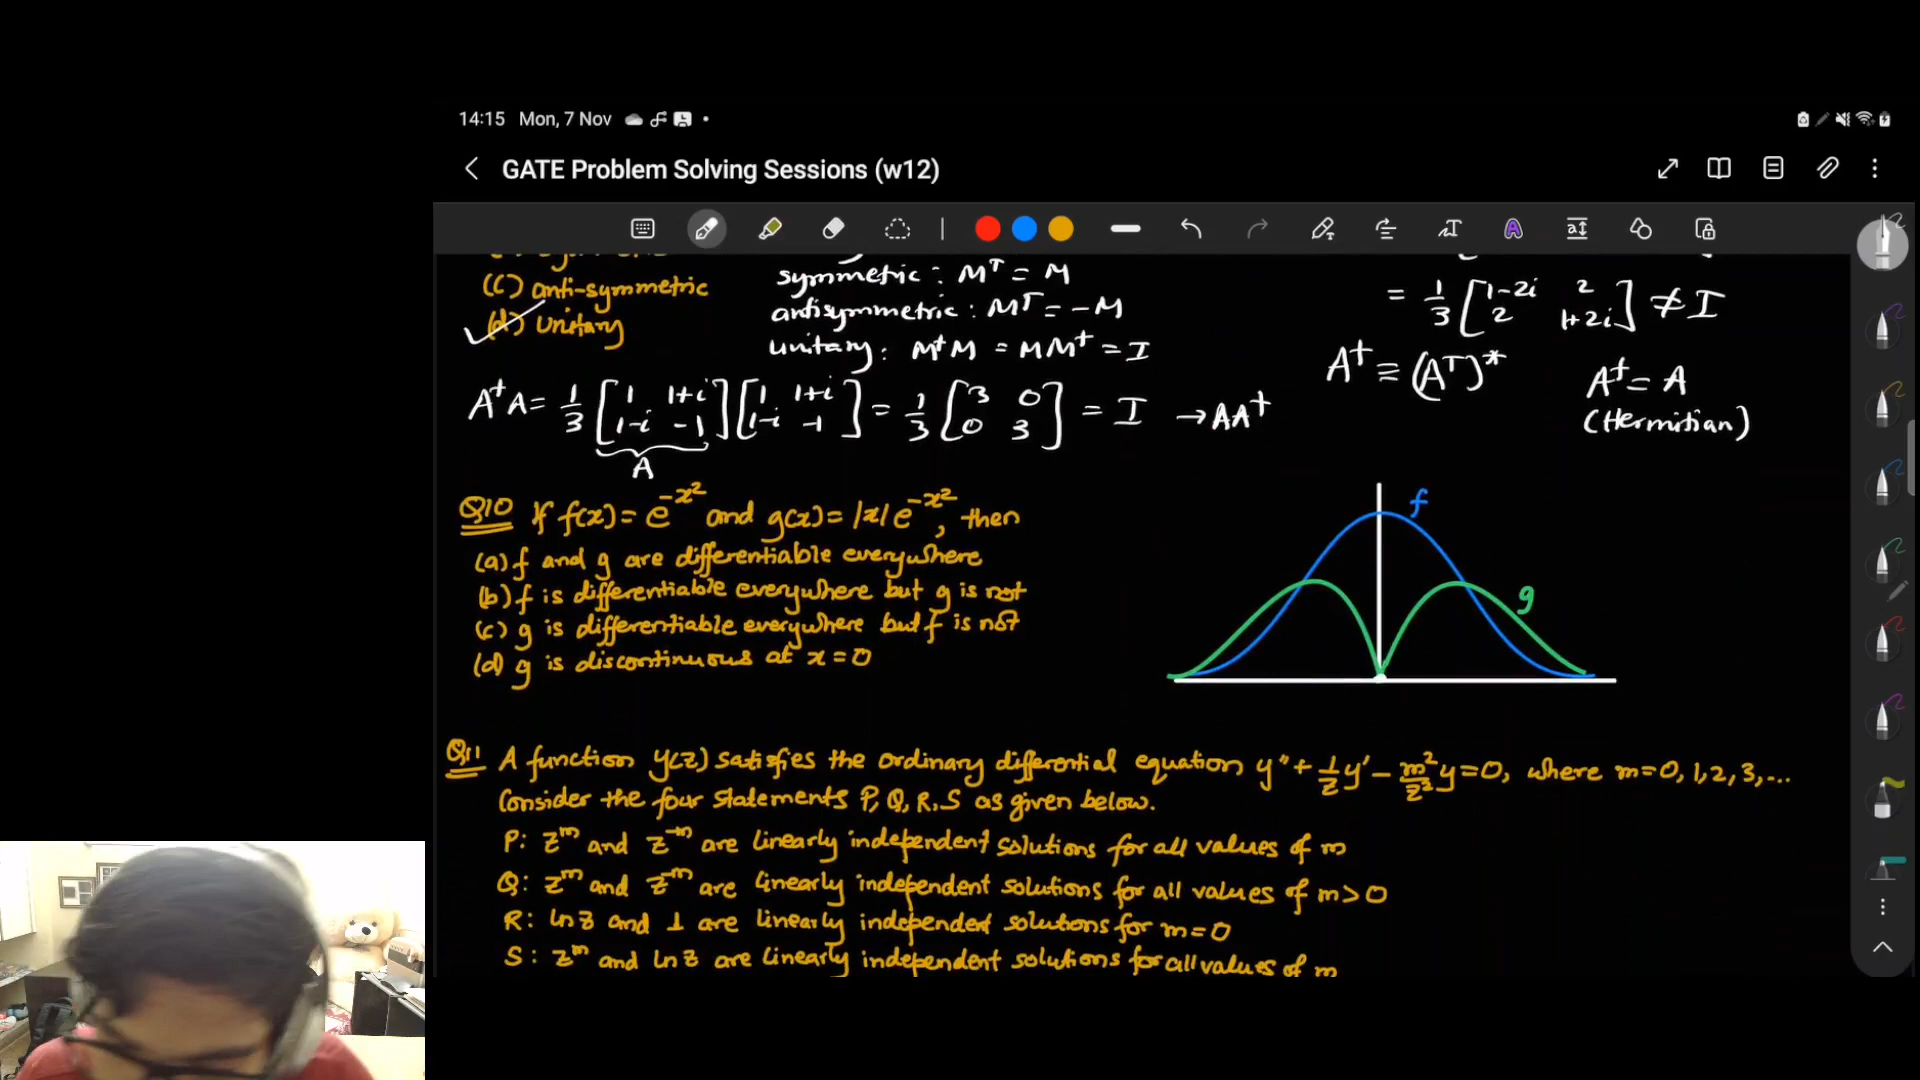 14:15 Mon, 7 Nov
GATE Problem Solving Sessions (w12)
(c) anti-symmetric
(d) Unitary
symmetric : Mᵀ = M
antisymmetric : Mᵀ = -M
unitary : M†M = MM† = I
= 1/3 [1-2i 2; 2 1+2i] ≠ I
A† ≡ (Aᵀ)*
A† = A
(Hermitian)
A†A = 1/3 [1 1+i; 1-i -1] [1 1+i; 1-i -1] = 1/3 [3 0; 0 3] = I → AA†
A
Q10 If f(x) = e^-x² and g(x) = |x| e^-x², then
(a) f and g are differentiable everywhere
(b) f is differentiable everywhere but g is not
(c) g is differentiable everywhere but f is not
(d) g is discontinuous at x = 0
f
g
Q11 A function y(z) satisfies the ordinary differential equation y'' + 1/z y' - m²/z² y = 0, where m = 0, 1, 2, 3, ...
Consider the four statements P, Q, R, S as given below.
P: z^m and z^-m are linearly independent solutions for all values of m
Q: z^m and z^-m are linearly independent solutions for all values of m > 0
R: ln z and 1 are linearly independent solutions for m = 0
S: z^m and ln z are linearly independent solutions for all values of m